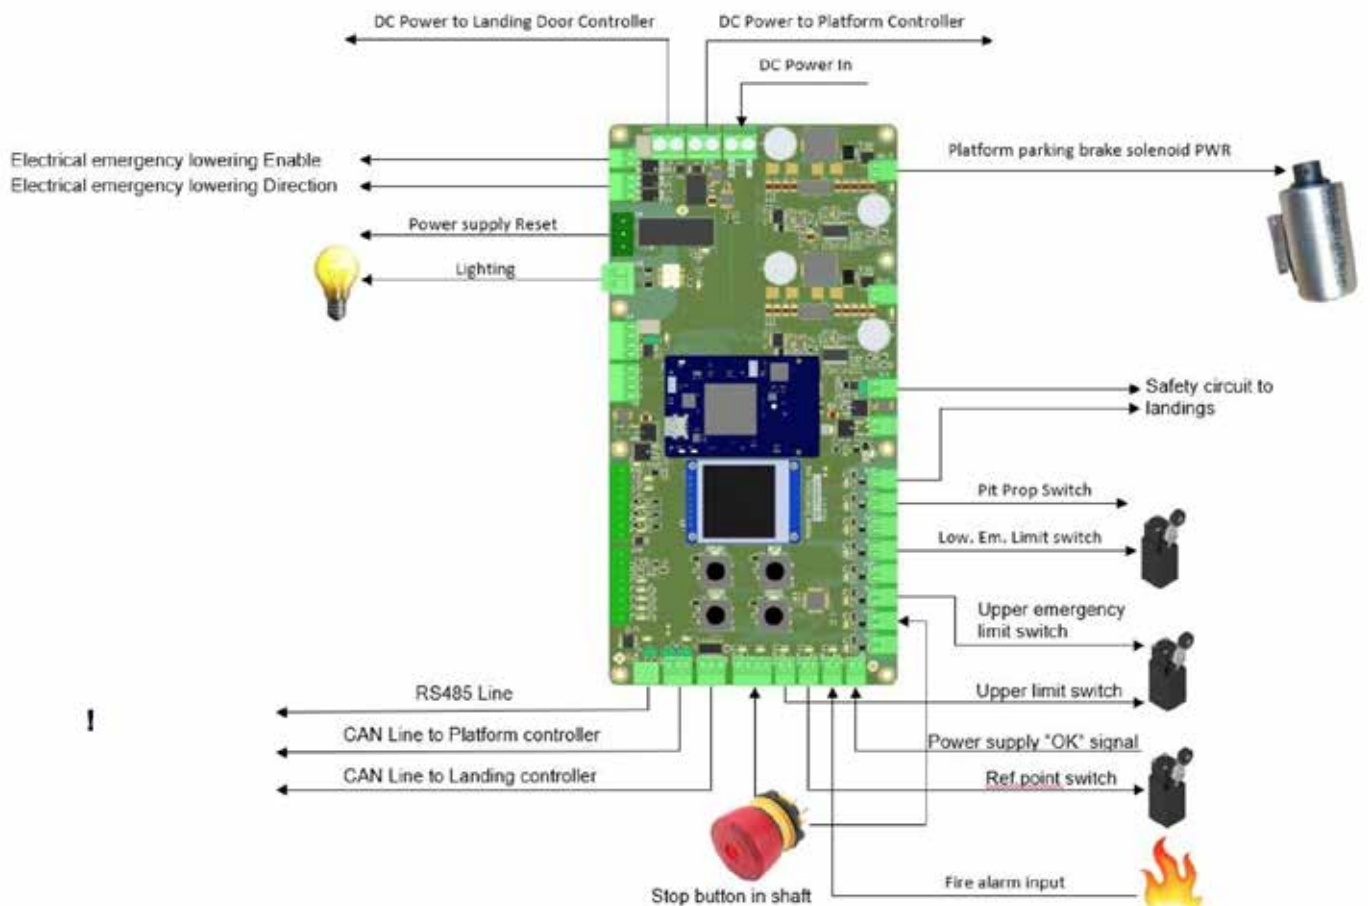 DC Power to Landing Door Controller
DC Power to Platform Controller
DC Power In
Electrical emergency lowering Enable
Electrical emergency lowering Direction
Platform parking brake solenoid PWR
Power supply Reset
Lighting
Safety circuit to
landings
Pit Prop Switch
Low. Em. Limit switch
Upper emergency
limit switch
Upper limit switch
RS485 Line
!
CAN Line to Platform controller
Power supply "OK" signal
CAN Line to Landing controller
Ref.point switch
Fire alarm input
Stop button in shaft